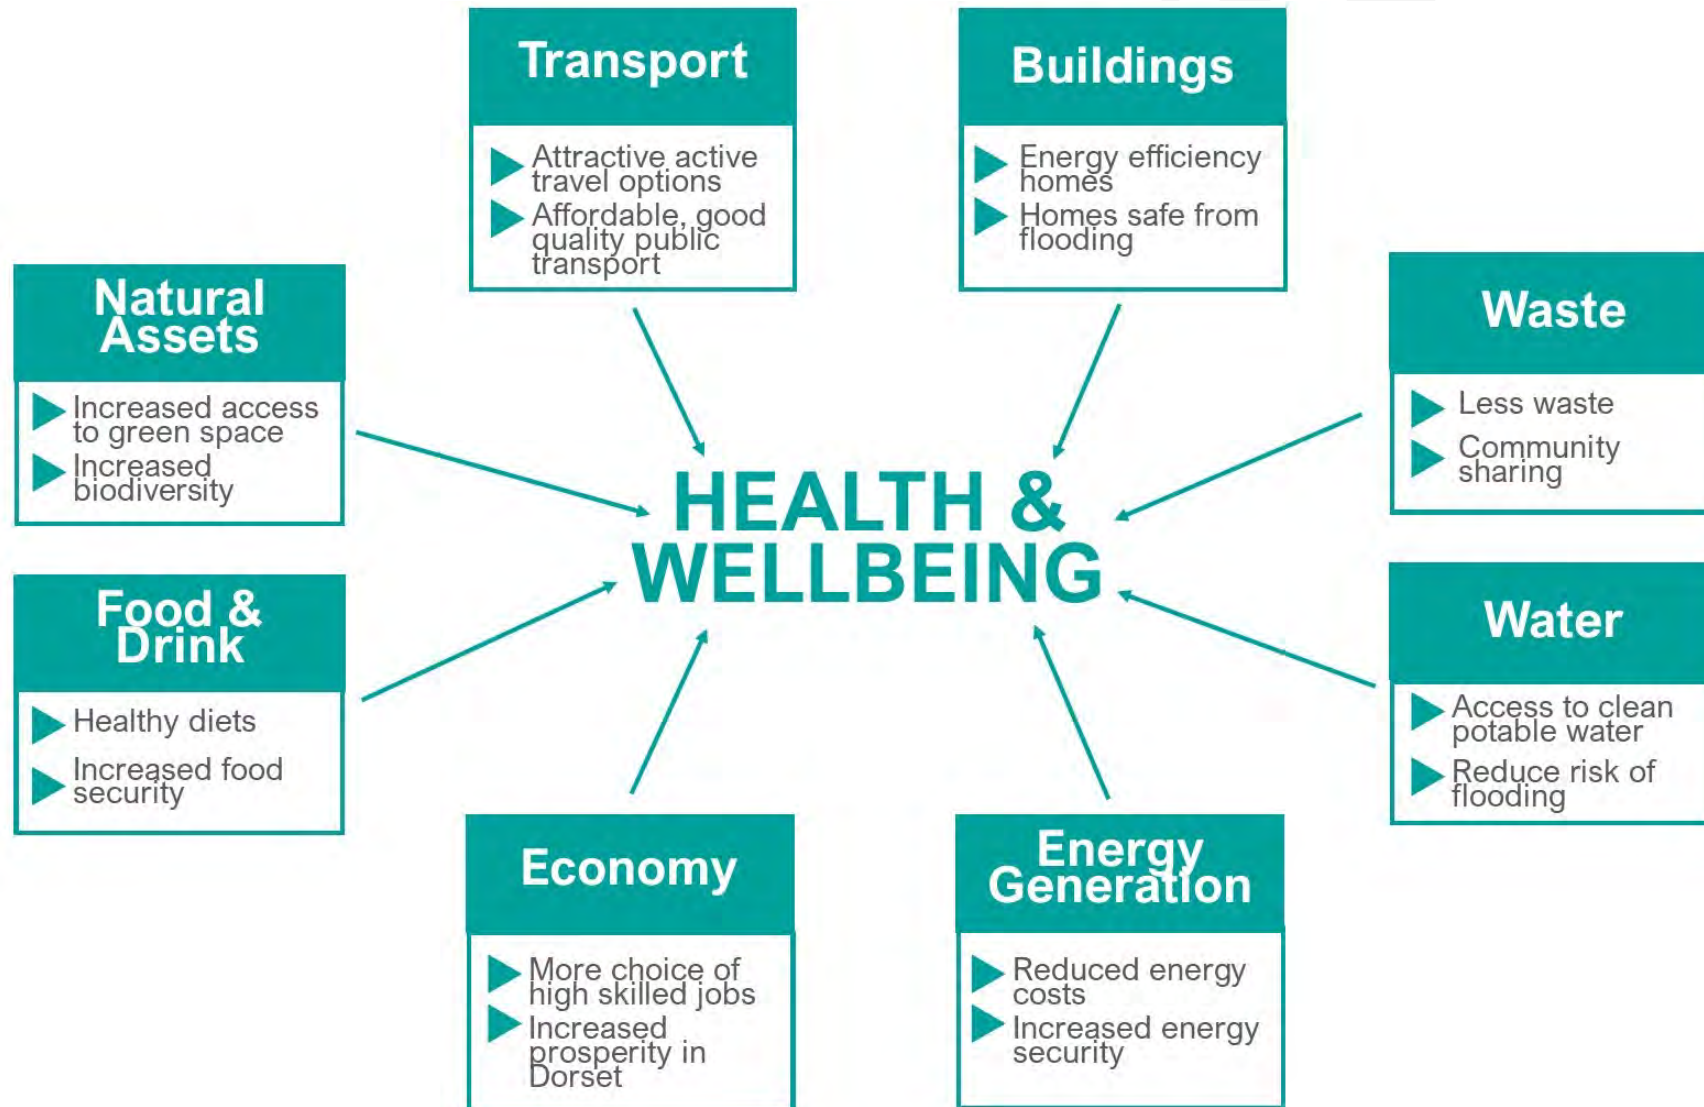 Transport
Attractive active
travel options
Affordable, good
quality public
transport
Buildings
Energy efficiency
homes
Homes safe from
flooding
Natural
Assets
Increased access
to green space
Increased
biodiversity
Waste
Less waste
Community
sharing
HEALTH &
WELLBEING
Food &
Drink
Healthy diets
Increased food
security
Water
Access to clean
potable water
Reduce risk of
flooding
Economy
More choice of
high skilled jobs
Increased
prosperity in
Dorset
Energy
Generation
Reduced energy
costs
Increased energy
security